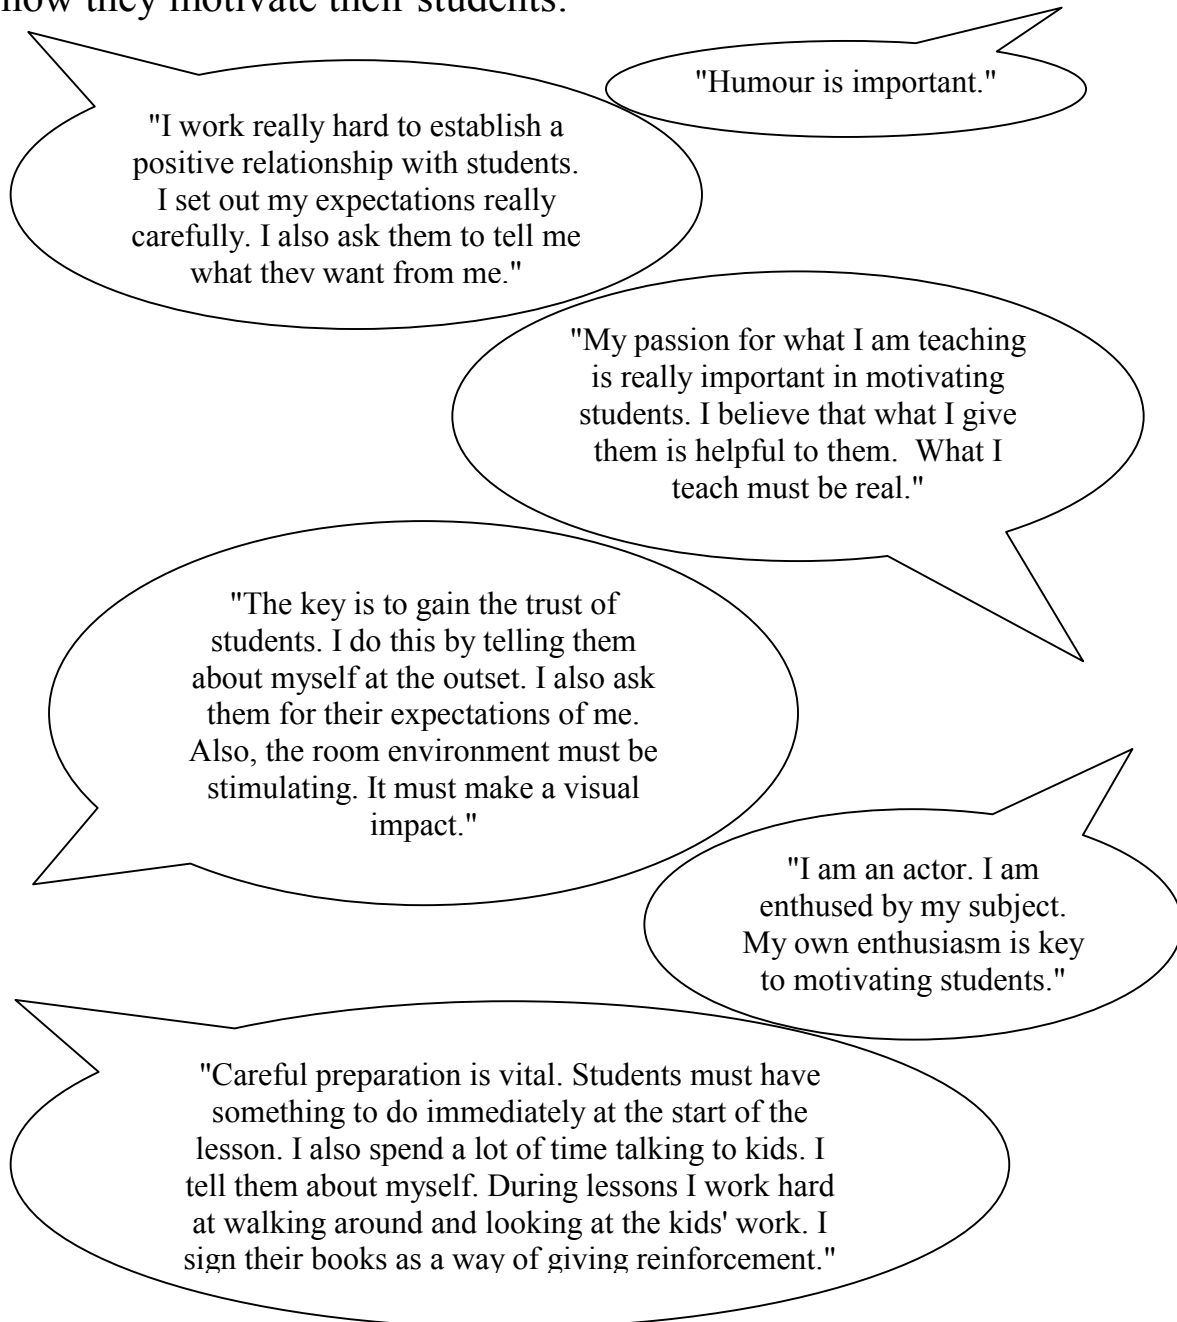 how they motivate their students.
"Humour is important."
"I work really hard to establish a
positive relationship with students.
I set out my expectations really
carefully. I also ask them to tell me
what they want from me."
"My passion for what I am teaching
is really important in motivating
students. I believe that what I give
them is helpful to them.  What I
teach must be real."
"The key is to gain the trust of
students. I do this by telling them
about myself at the outset. I also ask
them for their expectations of me.
Also, the room environment must be
stimulating. It must make a visual
impact."
"I am an actor. I am
enthused by my subject.
My own enthusiasm is key
to motivating students."
"Careful preparation is vital. Students must have
something to do immediately at the start of the
lesson. I also spend a lot of time talking to kids. I
tell them about myself. During lessons I work hard
at walking around and looking at the kids' work. I
sign their books as a way of giving reinforcement."